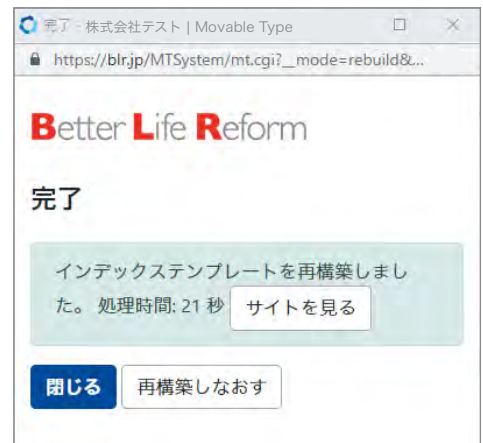 完了 - 株式会社テスト | Movable Type
https://blr.jp/MTSystem/mt.cgi?__mode=rebuild&...
Better Life Reform
完了
インデックステンプレートを再構築しまし
た。 処理時間: 21 秒 サイトを見る
閉じる 再構築しなおす